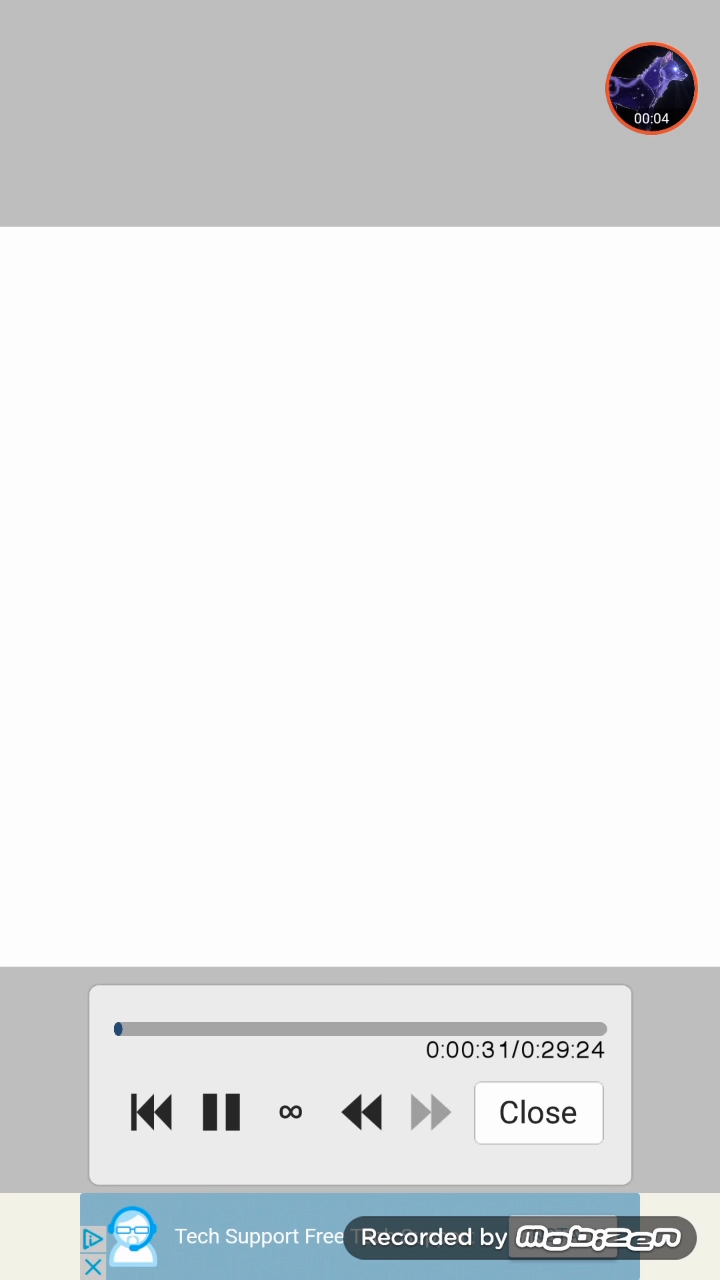 00:04
0:00:31/0:29:24
∞
Close
Tech Support Free
Recorded by mobizen